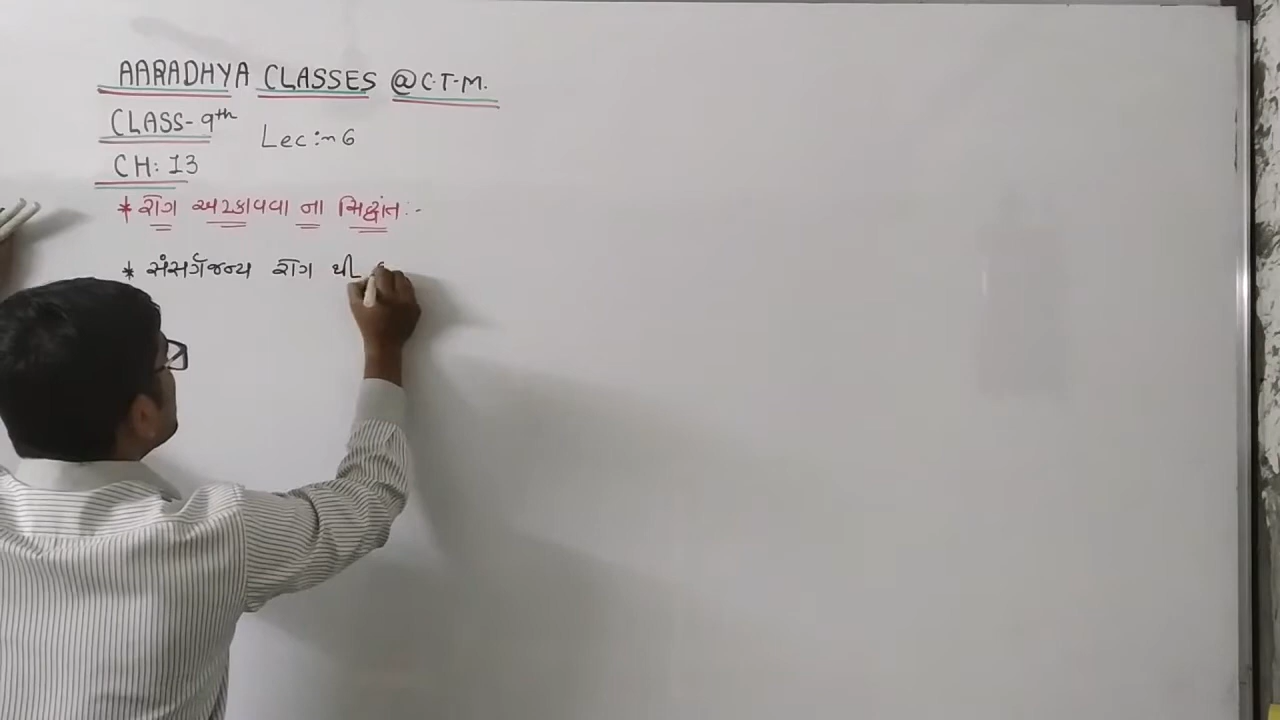 AARADHYA CLASSES @C.T.M.
CLASS-9th
Lec:~6
CH: 13
* રોગ અટકાવવા ના સિદ્ધાંત :-
* સંસર્ગજન્ય રોગ થી